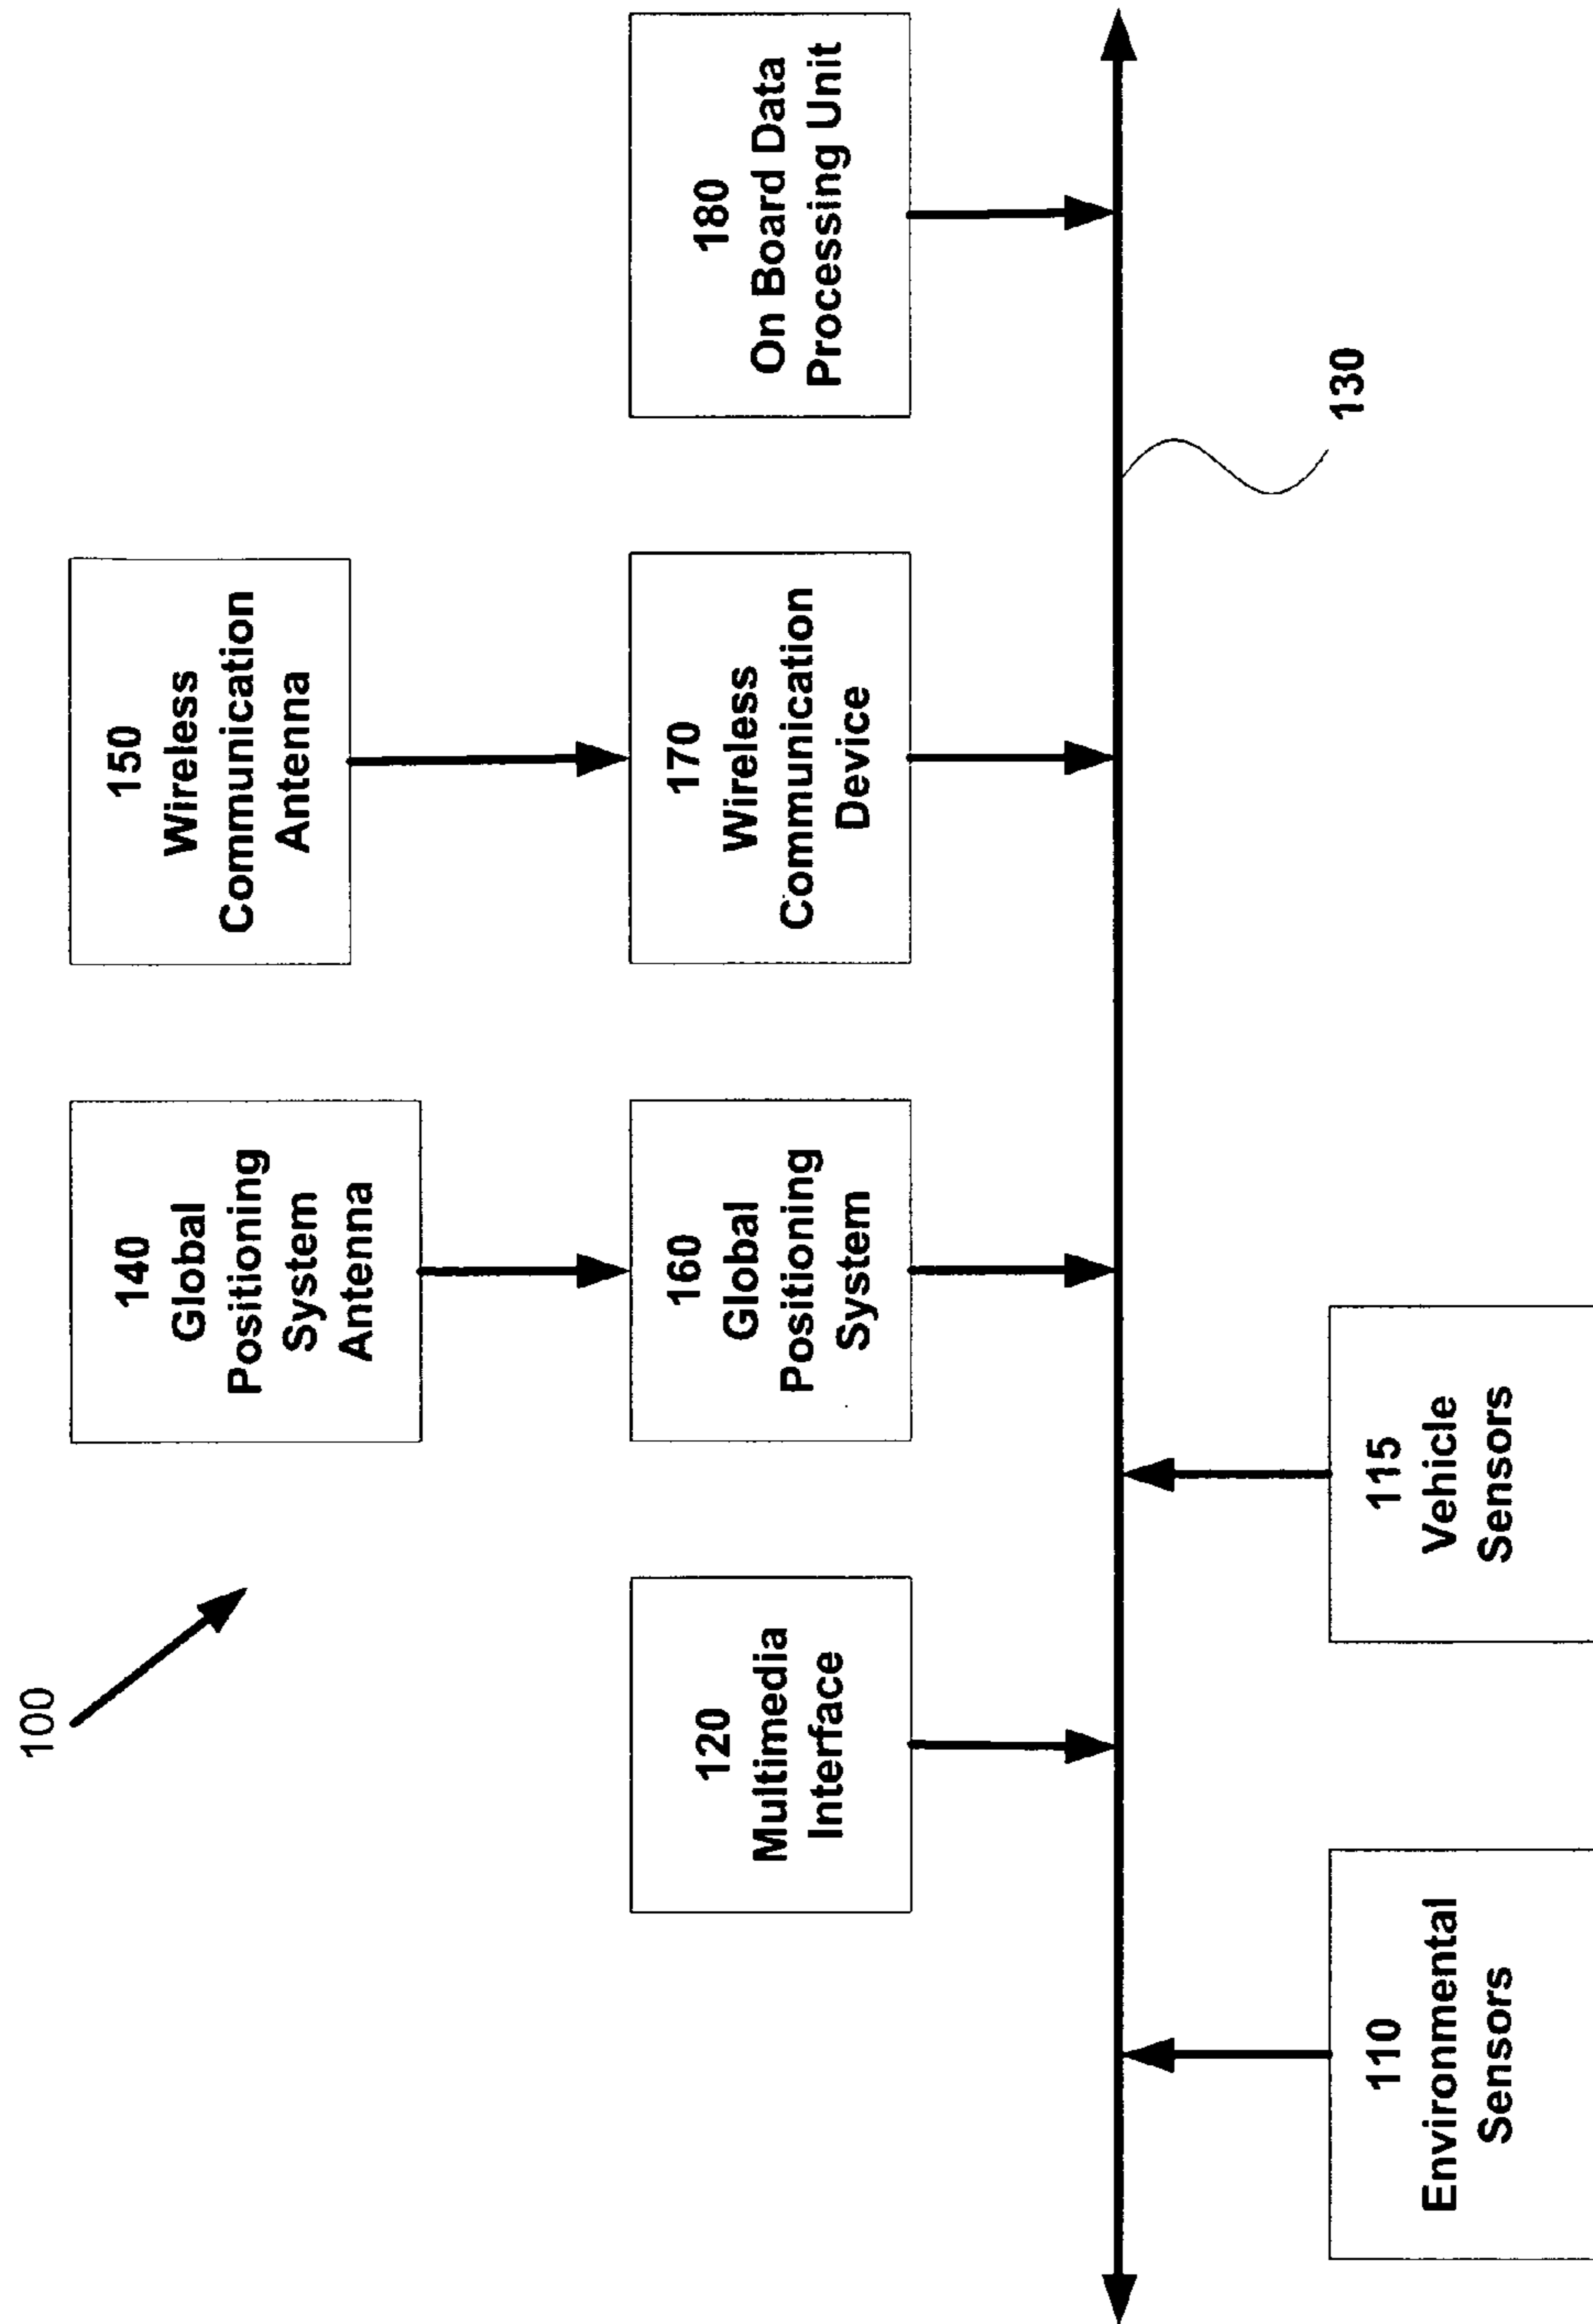 100
140
Global
Positioning
System
Antenna
150
Wireless
Communication
Antenna
120
Multimedia
Interface
160
Global
Positioning
System
170
Wireless
Communication
Device
180
On Board Data
Processing Unit
130
110
Environmental
Sensors
115
Vehicle
Sensors